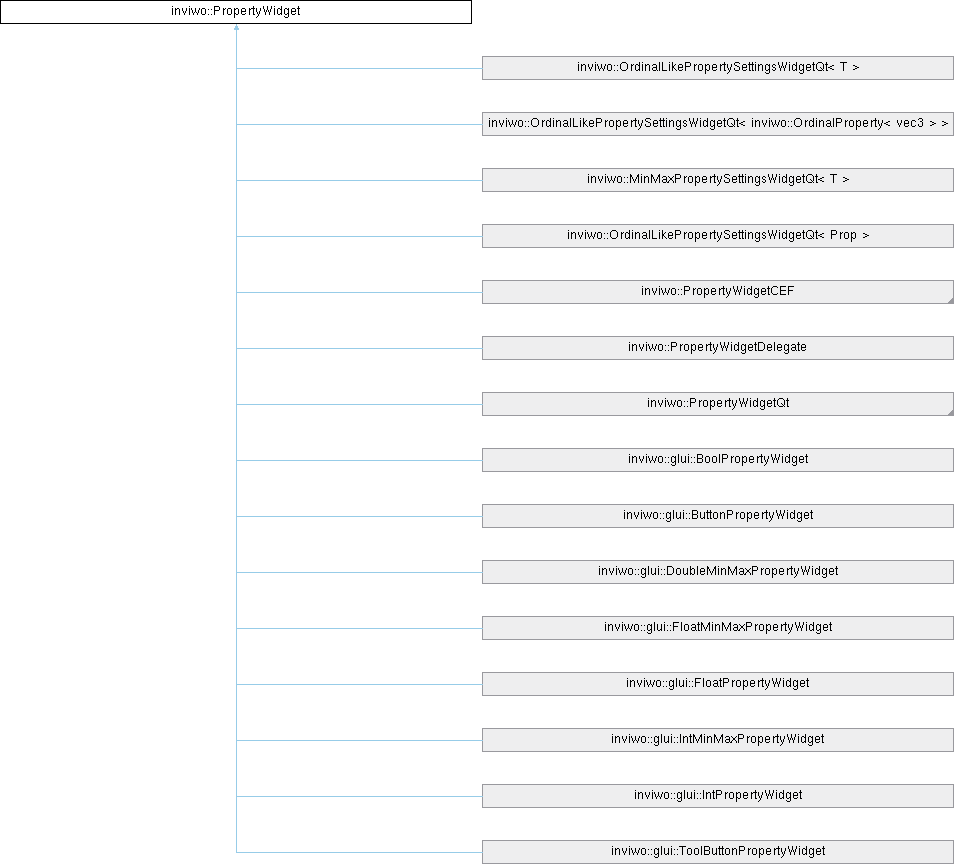 inviwo::PropertyWidget
inviwo::OrdinalLikePropertySettingsWidgetQt< T >
inviwo::OrdinalLikePropertySettingsWidgetQt< inviwo::OrdinalProperty< vec3 > >
inviwo::MinMaxPropertySettingsWidgetQt< T >
inviwo::OrdinalLikePropertySettingsWidgetQt< Prop >
inviwo::PropertyWidgetCEF
inviwo::PropertyWidgetDelegate
inviwo::PropertyWidgetQt
inviwo::glui::BoolPropertyWidget
inviwo::glui::ButtonPropertyWidget
inviwo::glui::DoubleMinMaxPropertyWidget
inviwo::glui::FloatMinMaxPropertyWidget
inviwo::glui::FloatPropertyWidget
inviwo::glui::IntMinMaxPropertyWidget
inviwo::glui::IntPropertyWidget
inviwo::glui::ToolButtonPropertyWidget